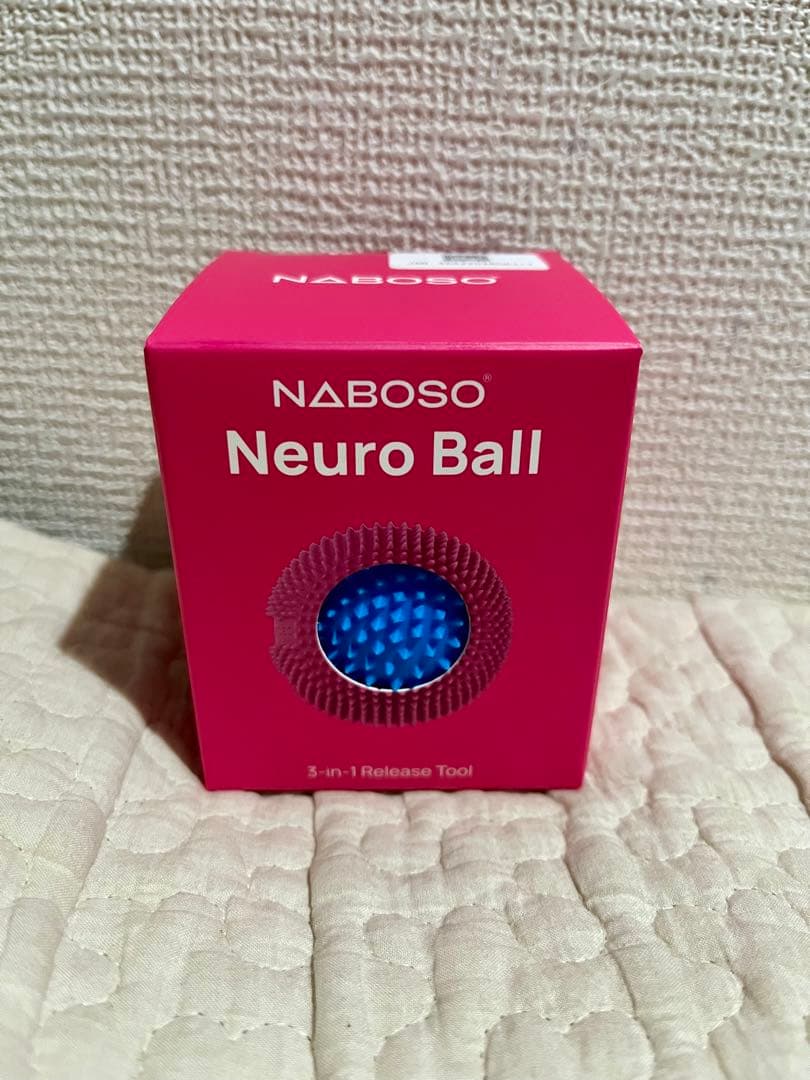 NABOSO
NABOSO®
Neuro Ball
3-in-1 Release Tool